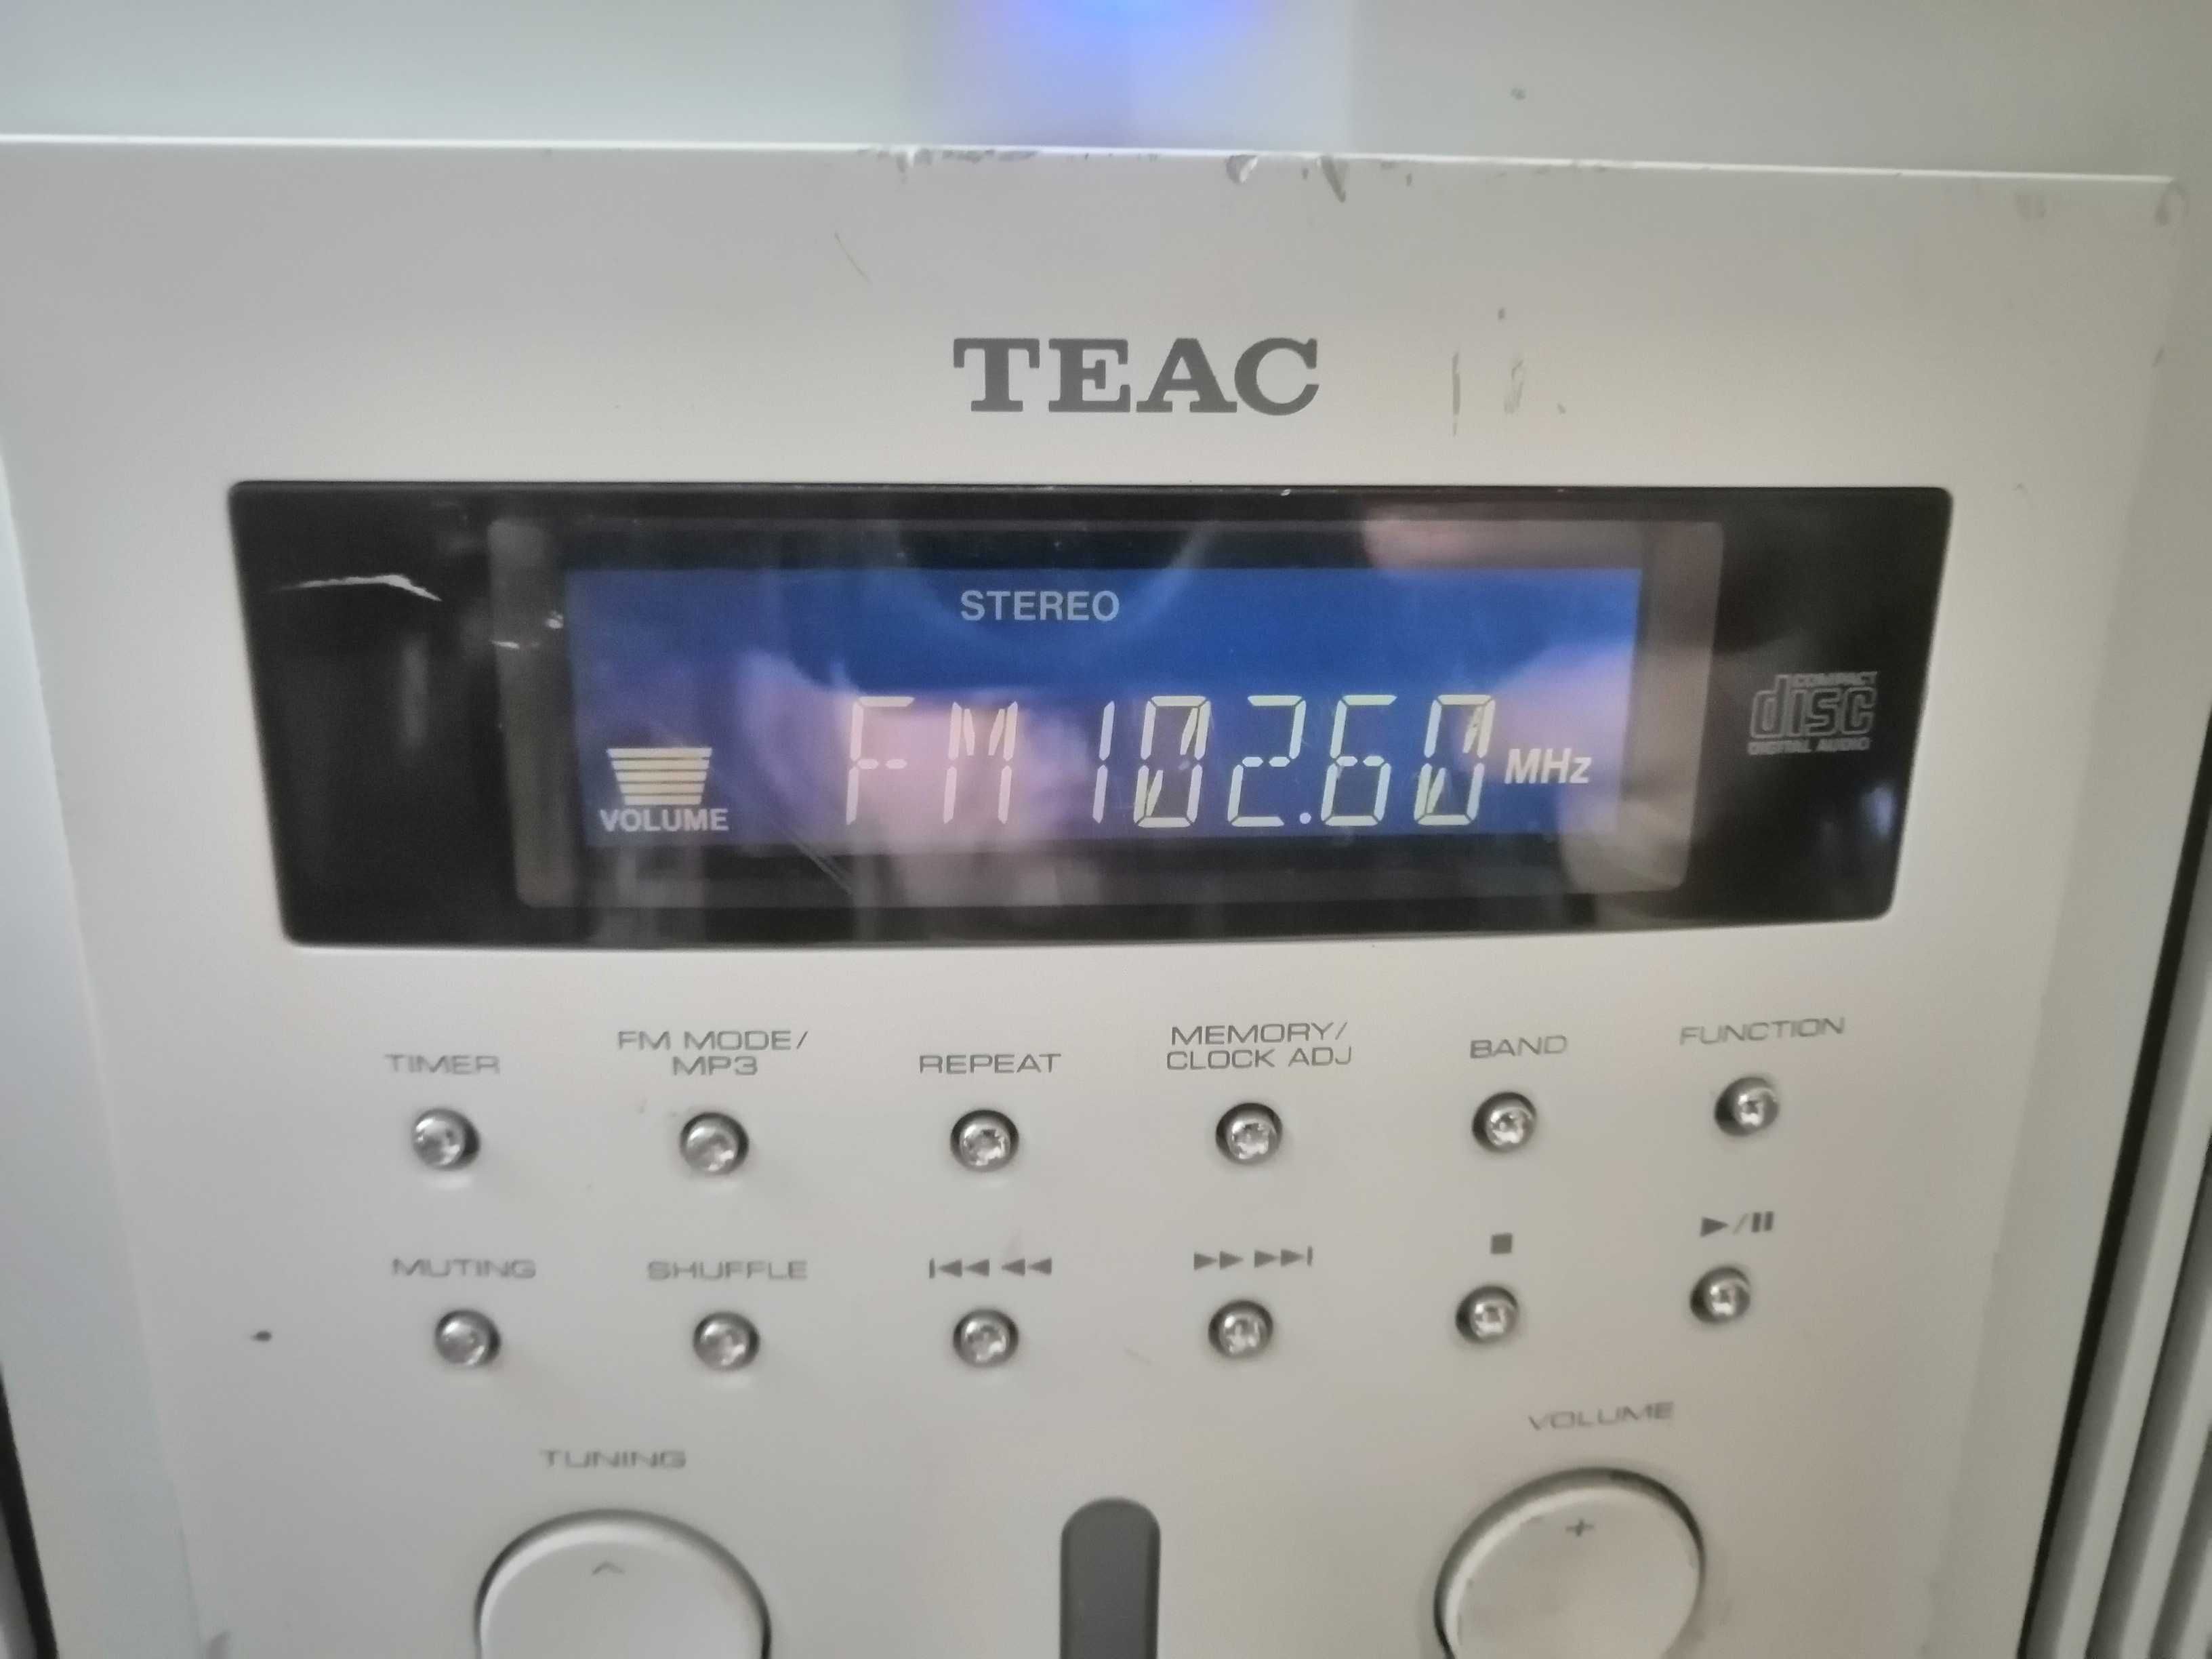 TEAC
STEREO
FM 102.60 MHz
VOLUME
COMPACT
disc
DIGITAL AUDIO
TIMER
FM MODE/
MP3
REPEAT
MEMORY/
CLOCK ADJ
BAND
FUNCTION
MUTING
SHUFFLE
TUNING
VOLUME